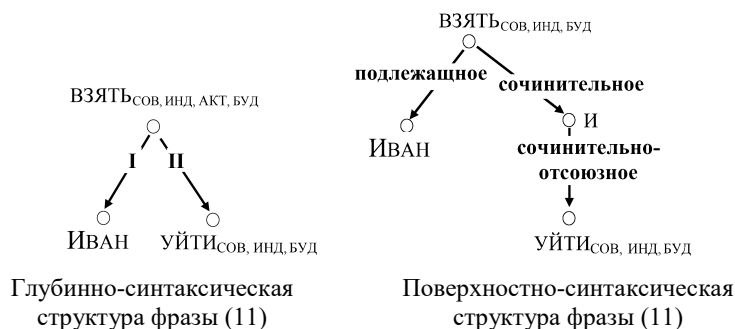 ВЗЯТЬСОВ, ИНД, АКТ, БУД
I II
ИВАН УЙТИСОВ, ИНД, БУД
Глубинно-синтаксическая
структура фразы (11)
ВЗЯТЬСОВ, ИНД, БУД
подлежащное сочинительное
И
ИВАН сочинительно-
отсоюзное
УЙТИСОВ, ИНД, БУД
Поверхностно-синтаксическая
структура фразы (11)